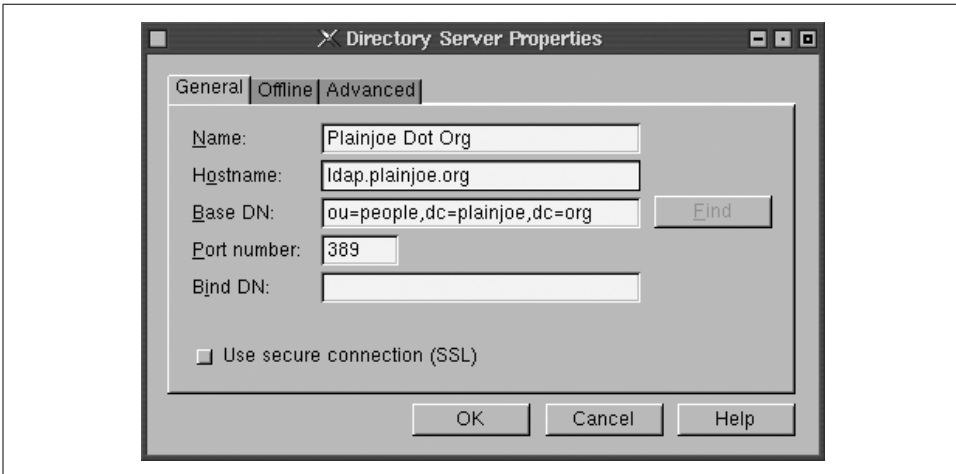 Directory Server Properties
General Offline Advanced
Name: Plainjoe Dot Org
Hostname: ldap.plainjoe.org
Base DN: ou=people,dc=plainjoe,dc=org Find
Port number: 389
Bind DN:
Use secure connection (SSL)
OK Cancel Help